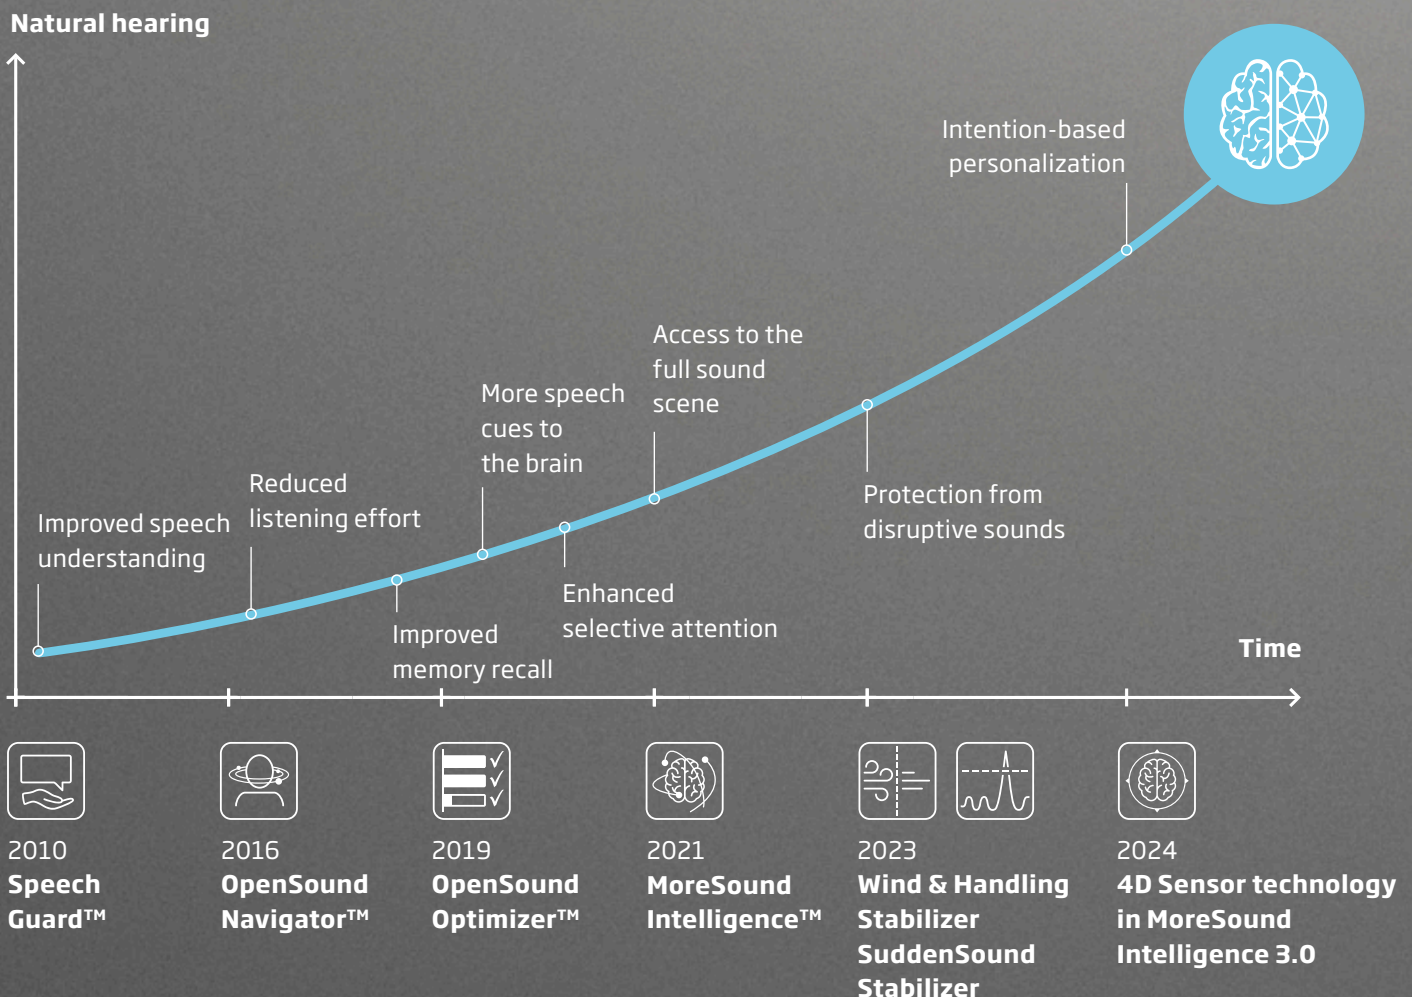 Natural hearing
Intention-based
personalization
Access to the
full sound
scene
More speech
cues to
the brain
Reduced
listening effort
Improved speech
understanding
Protection from
disruptive sounds
Enhanced
selective attention
Improved
memory recall
Time
2010
Speech
Guard™
2016
OpenSound
Navigator™
2019
OpenSound
Optimizer™
2021
MoreSound
Intelligence™
2023
Wind & Handling
Stabilizer
SuddenSound
Stabilizer
2024
4D Sensor technology
in MoreSound
Intelligence 3.0